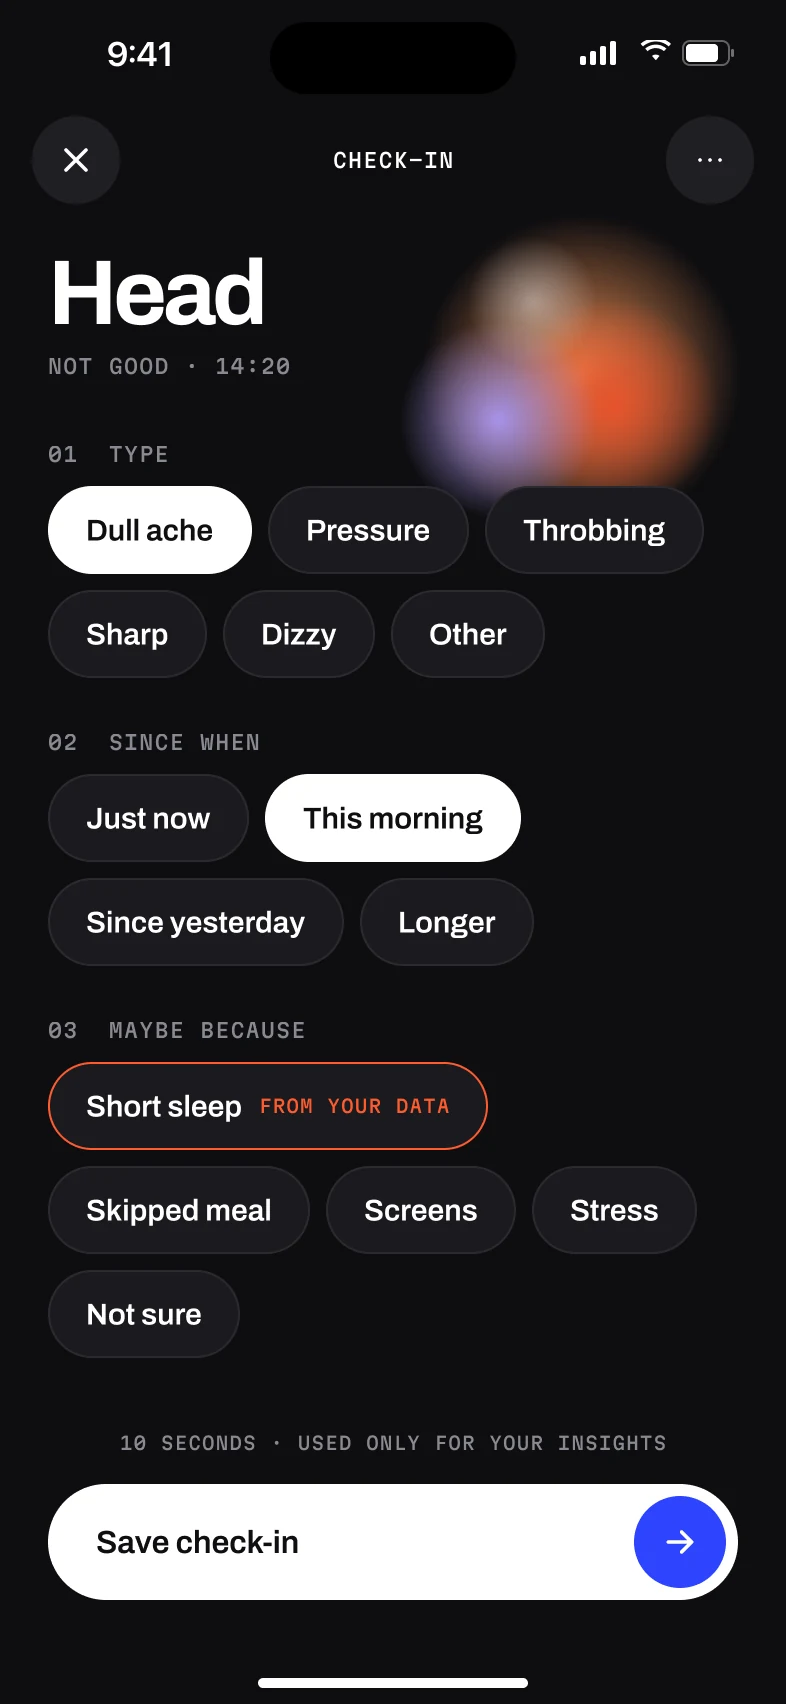 9:41
CHECK-IN
Head
NOT GOOD · 14:20
01 TYPE
Dull ache Pressure Throbbing
Sharp Dizzy Other
02 SINCE WHEN
Just now This morning
Since yesterday Longer
03 MAYBE BECAUSE
Short sleep FROM YOUR DATA
Skipped meal Screens Stress
Not sure
10 SECONDS · USED ONLY FOR YOUR INSIGHTS
Save check-in